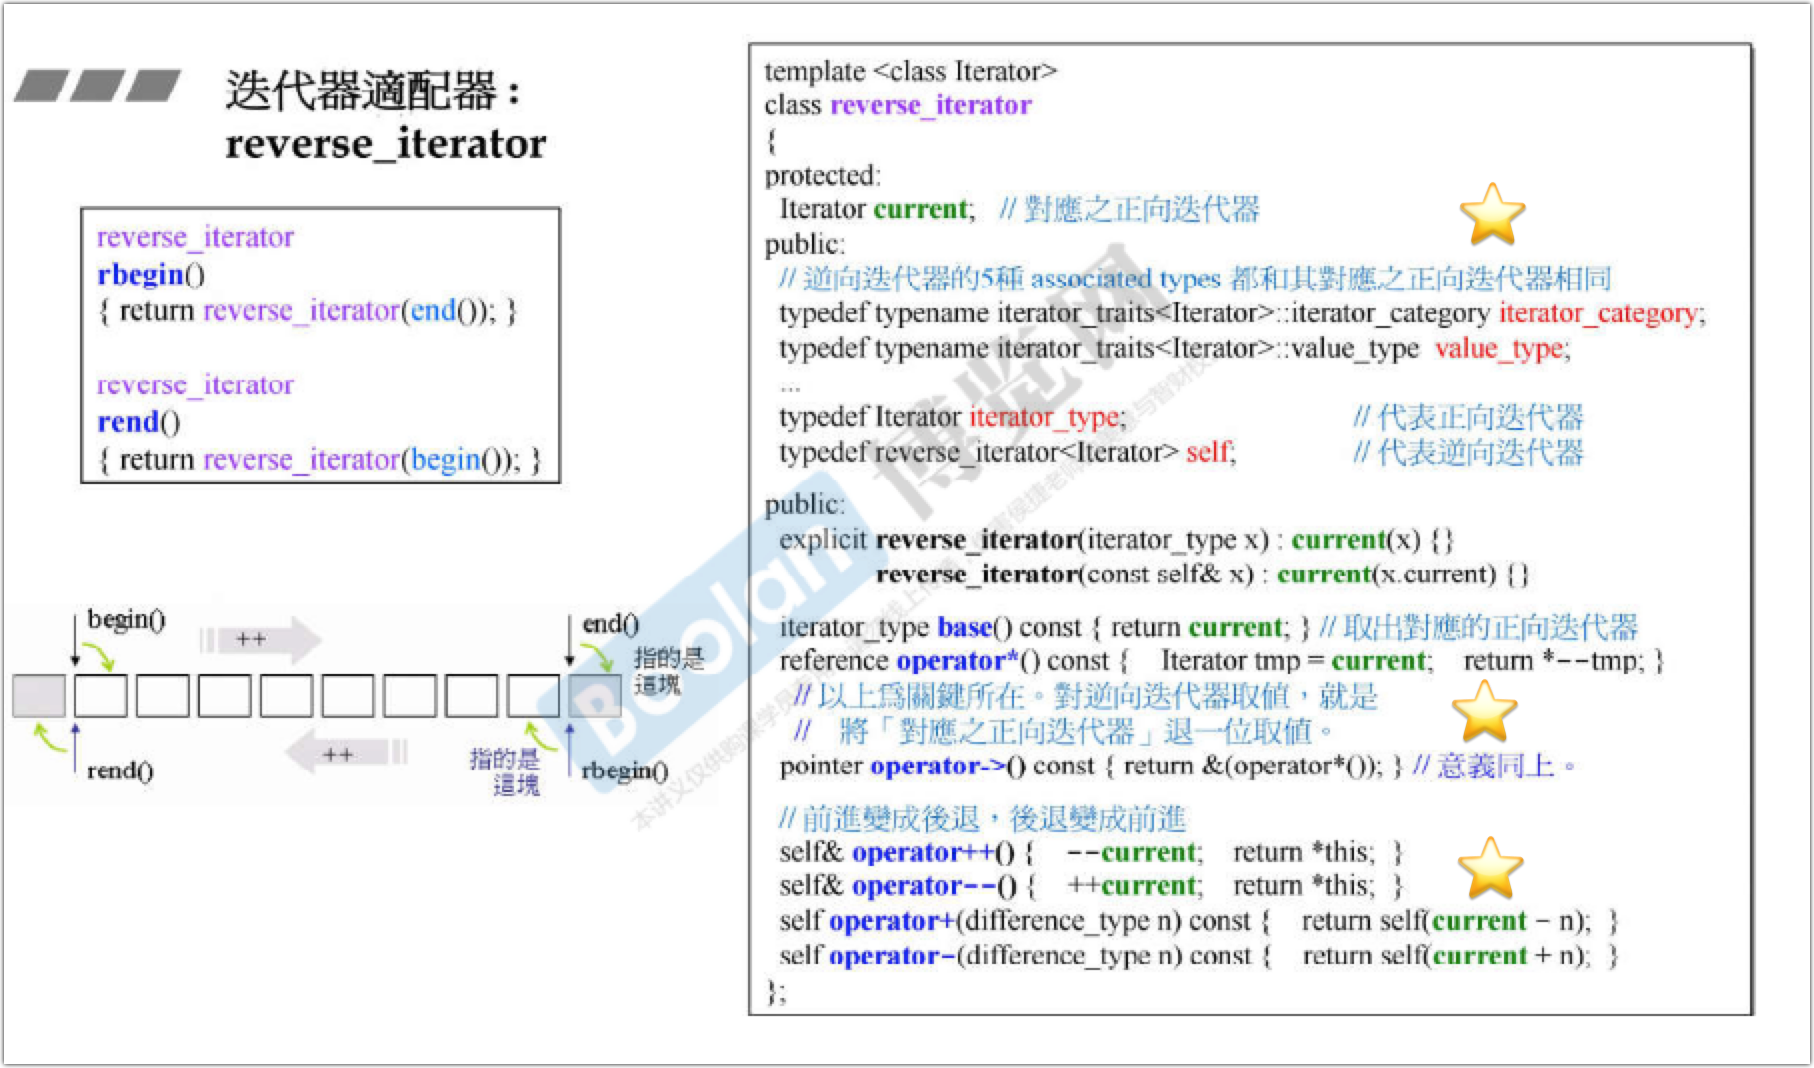 迭代器適配器：
reverse_iterator
reverse_iterator
rbegin()
{ return reverse_iterator(end()); }
reverse_iterator
rend()
{ return reverse_iterator(begin()); }
begin()
++
end()
指的是
這塊
rend()
++
指的是
這塊
rbegin()
template <class Iterator>
class reverse_iterator
{
protected:
Iterator current; // 對應之正向迭代器
public:
// 逆向迭代器的5種 associated types 都和其對應之正向迭代器相同
typedef typename iterator_traits<Iterator>::iterator_category iterator_category;
typedef typename iterator_traits<Iterator>::value_type value_type;
...
typedef Iterator iterator_type; // 代表正向迭代器
typedef reverse_iterator<Iterator> self; // 代表逆向迭代器
public:
explicit reverse_iterator(iterator_type x) : current(x) {}
reverse_iterator(const self& x) : current(x.current) {}
iterator_type base() const { return current; } // 取出對應的正向迭代器
reference operator*() const { Iterator tmp = current; return *--tmp; }
// 以上為關鍵所在。對逆向迭代器取值，就是
// 將「對應之正向迭代器」退一位取值。
pointer operator->() const { return &(operator*()); } // 意義同上。
// 前進變成後退，後退變成前進
self& operator++() { --current; return *this; }
self& operator--() { ++current; return *this; }
self operator+(difference_type n) const { return self(current - n); }
self operator-(difference_type n) const { return self(current + n); }
};
Boolan
博览网